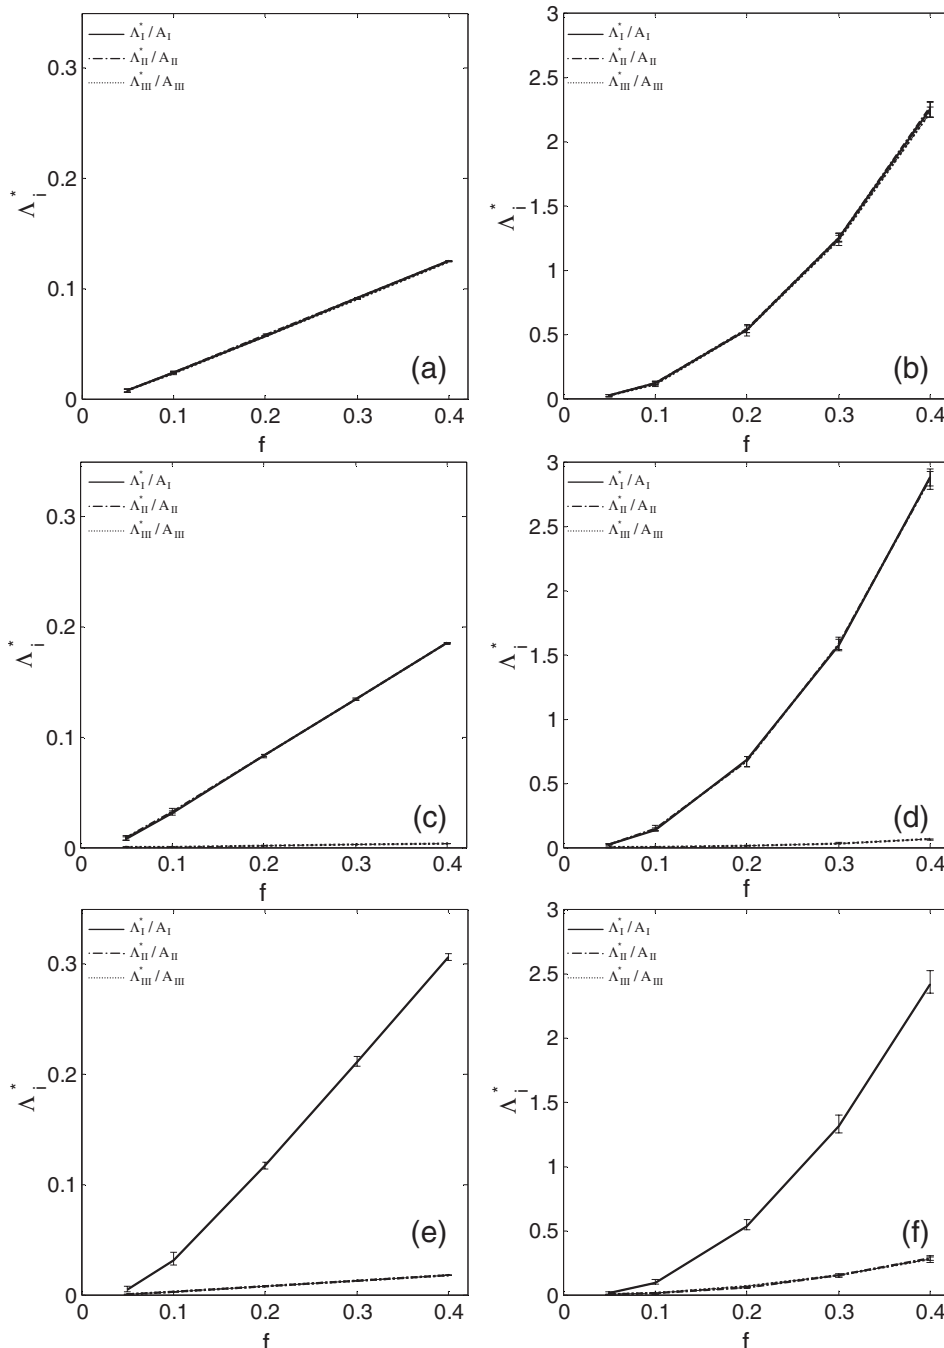 Λ*I / AI
Λ*II / AII
Λ*III / AIII
0.3
0.2
0.1
0
Λ*i
0 0.1 0.2 0.3 0.4
f
(a)
Λ*I / AI
Λ*II / AII
Λ*III / AIII
3
2.5
2
1.5
1
0.5
0
Λ*i
0 0.1 0.2 0.3 0.4
f
(b)
Λ*I / AI
Λ*II / AII
Λ*III / AIII
0.3
0.2
0.1
0
Λ*i
0 0.1 0.2 0.3 0.4
f
(c)
Λ*I / AI
Λ*II / AII
Λ*III / AIII
3
2.5
2
1.5
1
0.5
0
Λ*i
0 0.1 0.2 0.3 0.4
f
(d)
Λ*I / AI
Λ*II / AII
Λ*III / AIII
0.3
0.2
0.1
0
Λ*i
0 0.1 0.2 0.3 0.4
f
(e)
Λ*I / AI
Λ*II / AII
Λ*III / AIII
3
2.5
2
1.5
1
0.5
0
Λ*i
0 0.1 0.2 0.3 0.4
f
(f)